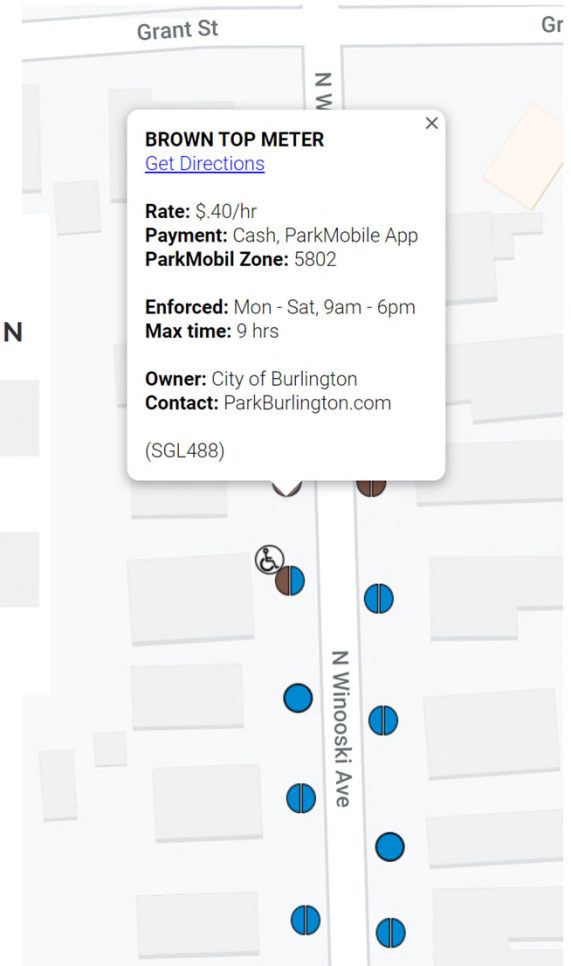 Grant St
Gr
N W
×
BROWN TOP METER
Get Directions
Rate: $.40/hr
Payment: Cash, ParkMobile App
ParkMobil Zone: 5802
Enforced: Mon - Sat, 9am - 6pm
Max time: 9 hrs
Owner: City of Burlington
Contact: ParkBurlington.com
(SGL488)
N
N Winooski Ave